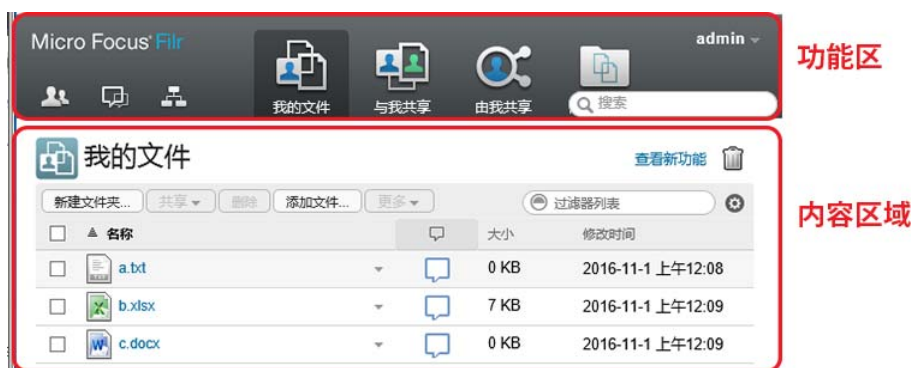 Micro Focus Filr
admin
我的文件
与我共享
由我共享
搜索
功能区
我的文件
查看新功能
新建文件夹... 共享 删除 添加文件... 更多 过滤器列表
名称 大小 修改时间
内容区域
a.txt 0 KB 2016-11-1 上午12:08
b.xlsx 7 KB 2016-11-1 上午12:09
c.docx 0 KB 2016-11-1 上午12:09